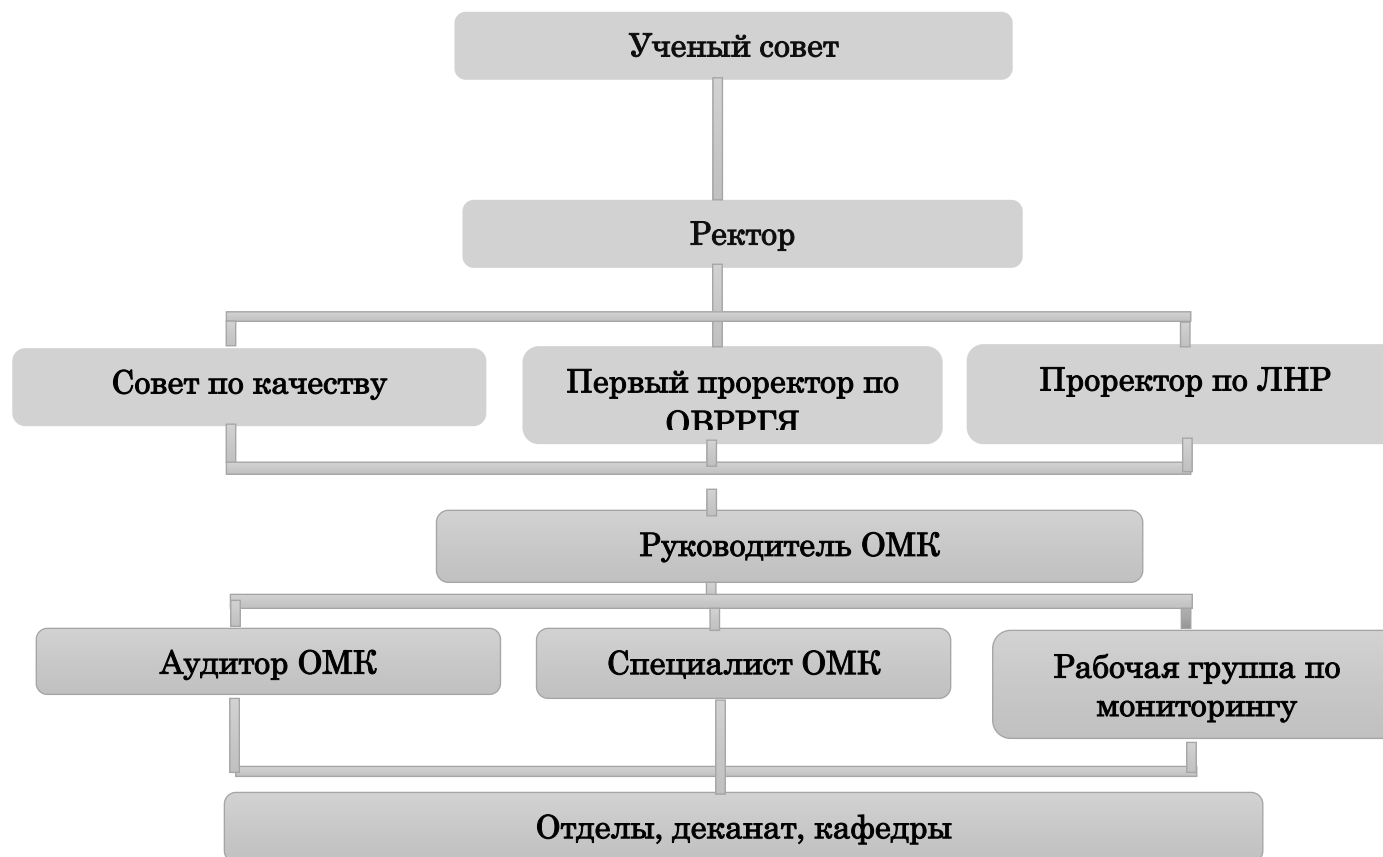 Ученый совет
Ректор
Совет по качеству
Первый проректор по
Проректор по ЛНР
Руководитель ОМК
Аудитор ОМК
Специалист ОМК
Рабочая группа по
мониторингу
Отделы, деканат, кафедры